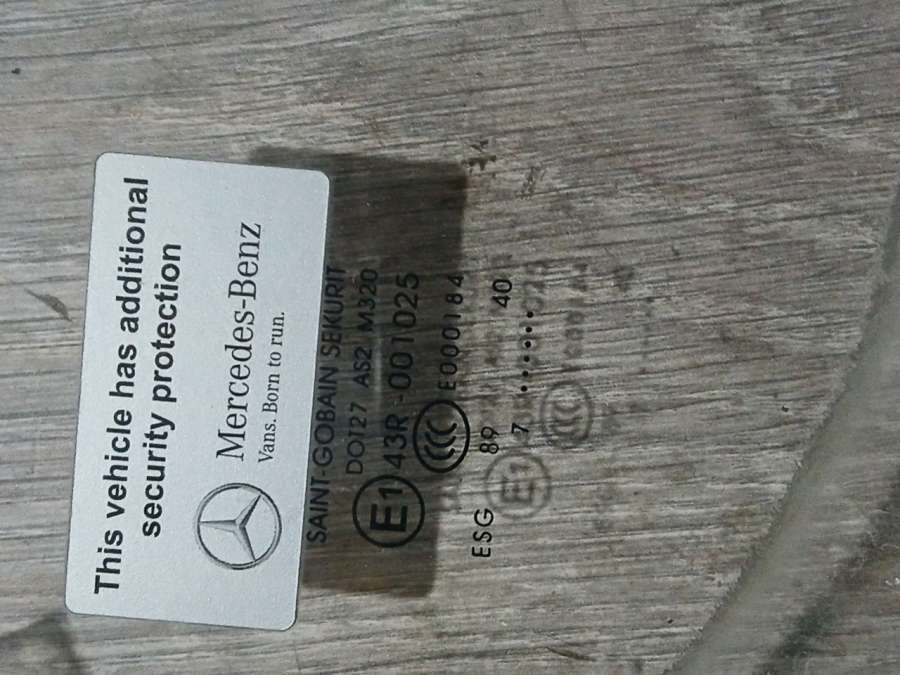 This vehicle has additional
security protection
Mercedes-Benz
Vans. Born to run.
SAINT-GOBAIN SEKURIT
DOT27 AS2 M320
E1 43R-001025
CCC E000184
ESG 89 40
7.......